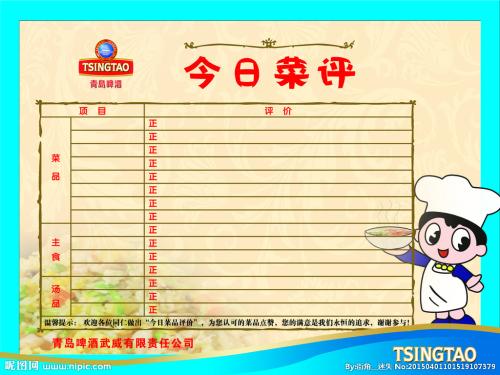 TSINGTAO
青岛啤酒
今日菜评
项目 评价
菜品
正
正
正
正
正
正
正
正
主食
正
正
正
正
汤品
正
正
正
温馨提示: 欢迎各位同仁做出“今日菜品评价”,为您认可的菜品点赞,您的满意是我们永恒的追求,谢谢参与!
青岛啤酒武威有限责任公司
TSINGTAO
昵图网
www.nipic.com
By:街角__迷失 No:20150401101519107379